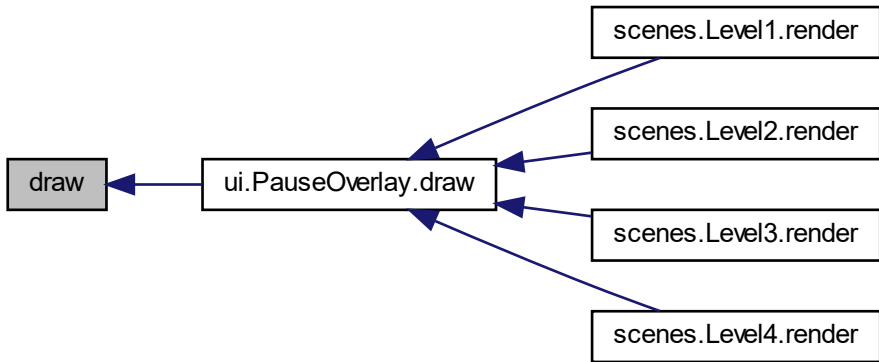 draw
ui.PauseOverlay.draw
scenes.Level1.render
scenes.Level2.render
scenes.Level3.render
scenes.Level4.render